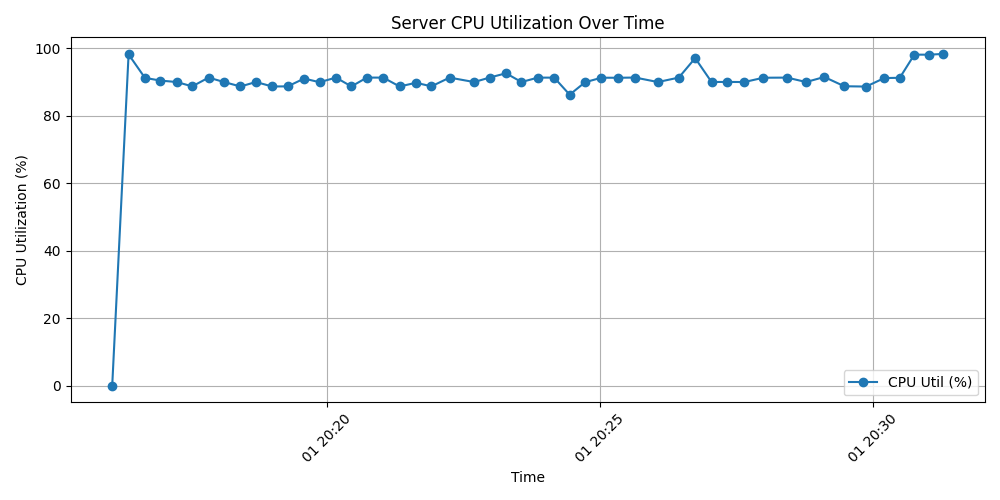 Server CPU Utilization Over Time
CPU Utilization (%)
100
80
60
40
20
0
CPU Util (%)
01 20:20
01 20:25
01 20:30
Time